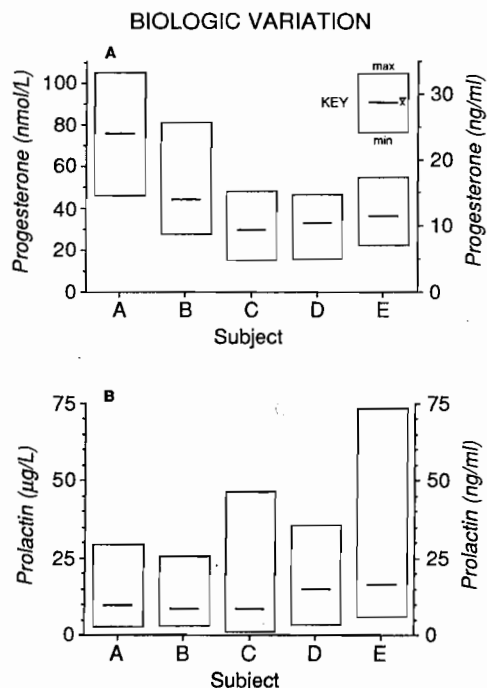 BIOLOGIC VARIATION
A
Progesterone (nmol/L)
100
80
60
40
20
0
max
KEY
x̄
min
Progesterone (ng/ml)
30
20
10
0
A B C D E
Subject
B
Prolactin (µg/L)
75
50
25
0
Prolactin (ng/ml)
75
50
25
0
A B C D E
Subject